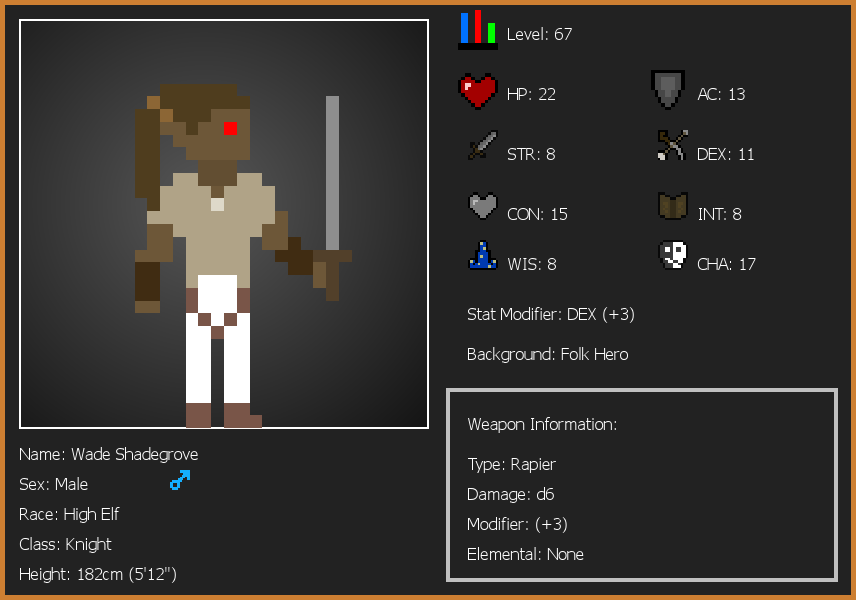 Level: 67
HP: 22
AC: 13
STR: 8
DEX: 11
CON: 15
INT: 8
WIS: 8
CHA: 17
Stat Modifier: DEX (+3)
Background: Folk Hero
Weapon Information:
Type: Rapier
Damage: d6
Modifier: (+3)
Elemental: None
Name: Wade Shadegrove
Sex: Male
Race: High Elf
Class: Knight
Height: 182cm (5'12")